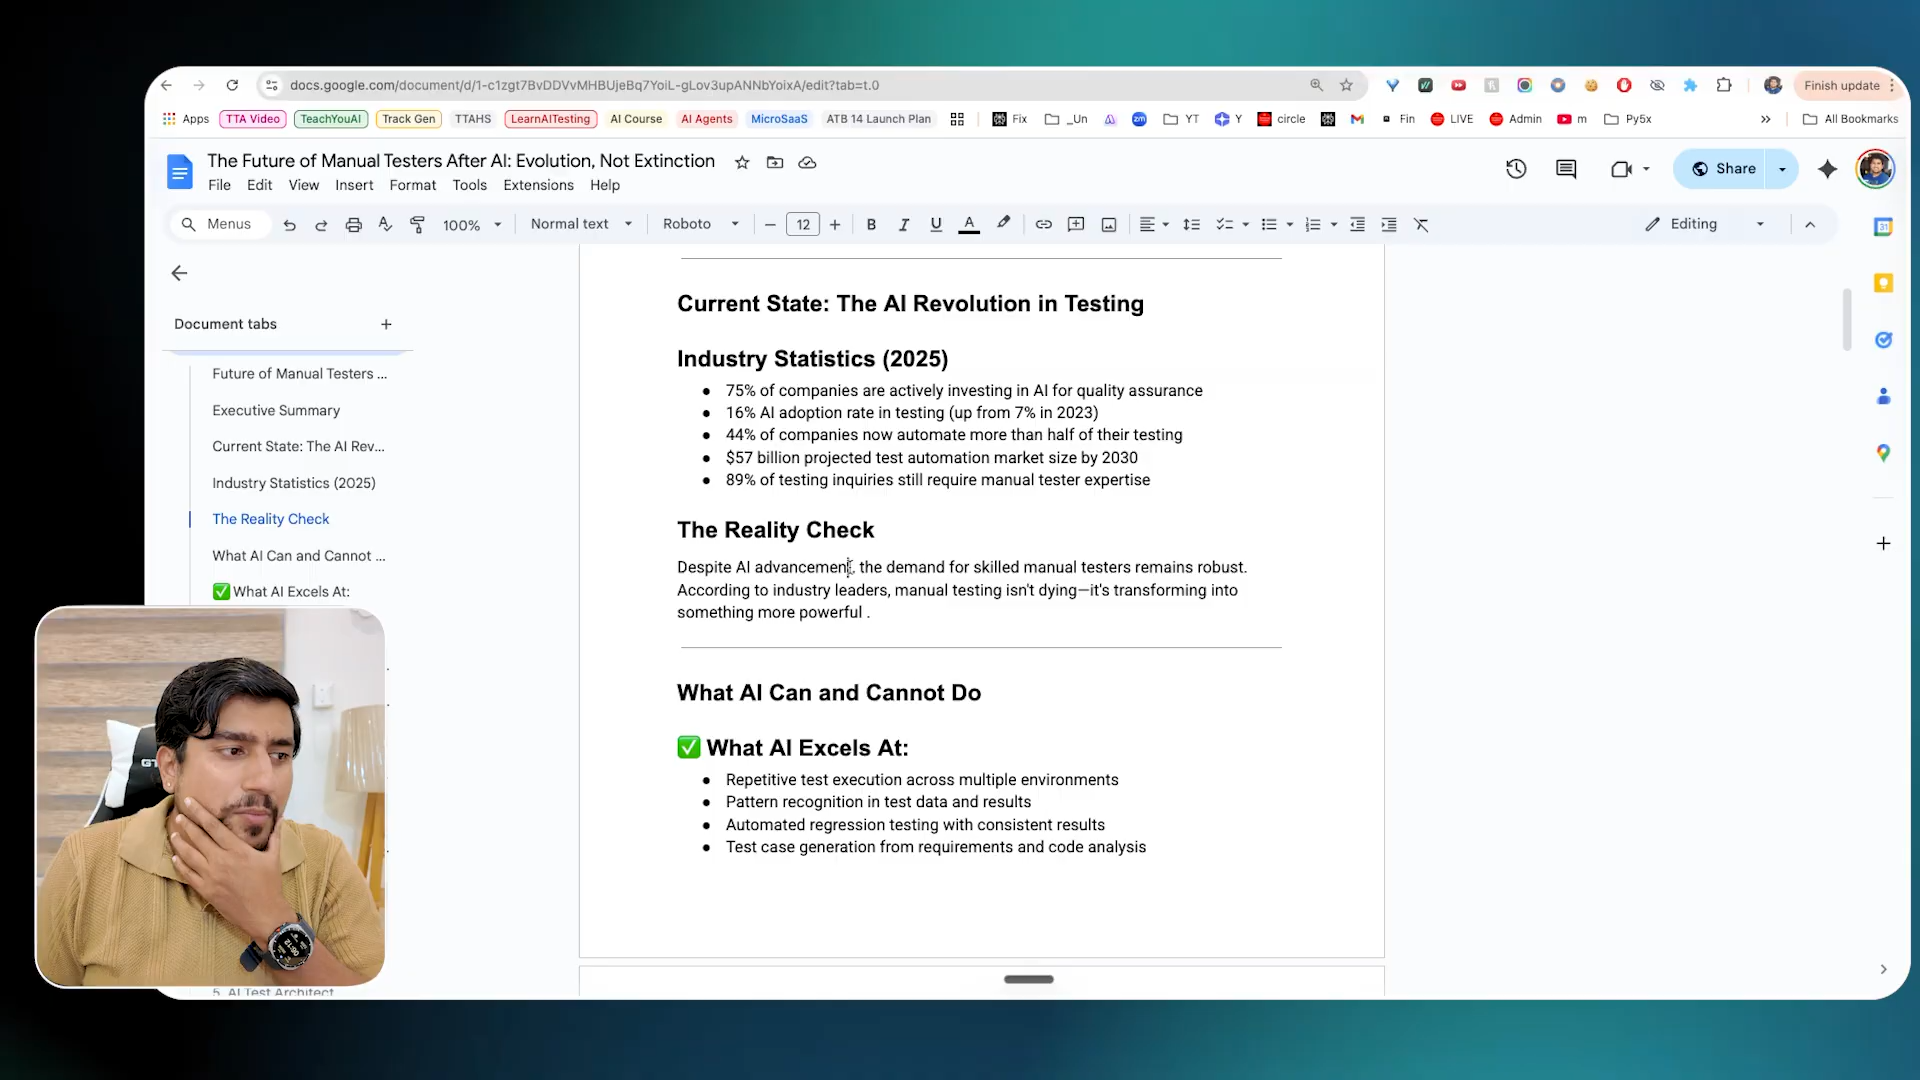 docs.google.com/document/d/1-c1zgt7BvDDVvMHBUjeBq7YoiL-gLov3upANNbYoixA/edit?tab=t.0
Finish update
Apps
TTA Video
TeachYouAI
Track Gen
TTAHS
LearnAITesting
AI Course
AI Agents
MicroSaaS
ATB 14 Launch Plan
Fix
_Un
YT
Y
circle
Fin
LIVE
Admin
m
Py5x
All Bookmarks
The Future of Manual Testers After AI: Evolution, Not Extinction
File Edit View Insert Format Tools Extensions Help
Share
Menus
100%
Normal text
Roboto
12
Editing
Document tabs
Future of Manual Testers ...
Executive Summary
Current State: The AI Rev...
Industry Statistics (2025)
The Reality Check
What AI Can and Cannot ...
✅ What AI Excels At:
5. AI Test Architect
Current State: The AI Revolution in Testing
Industry Statistics (2025)
● 75% of companies are actively investing in AI for quality assurance
● 16% AI adoption rate in testing (up from 7% in 2023)
● 44% of companies now automate more than half of their testing
● $57 billion projected test automation market size by 2030
● 89% of testing inquiries still require manual tester expertise
The Reality Check
Despite AI advancement, the demand for skilled manual testers remains robust.
According to industry leaders, manual testing isn't dying—it's transforming into
something more powerful .
What AI Can and Cannot Do
✅ What AI Excels At:
● Repetitive test execution across multiple environments
● Pattern recognition in test data and results
● Automated regression testing with consistent results
● Test case generation from requirements and code analysis